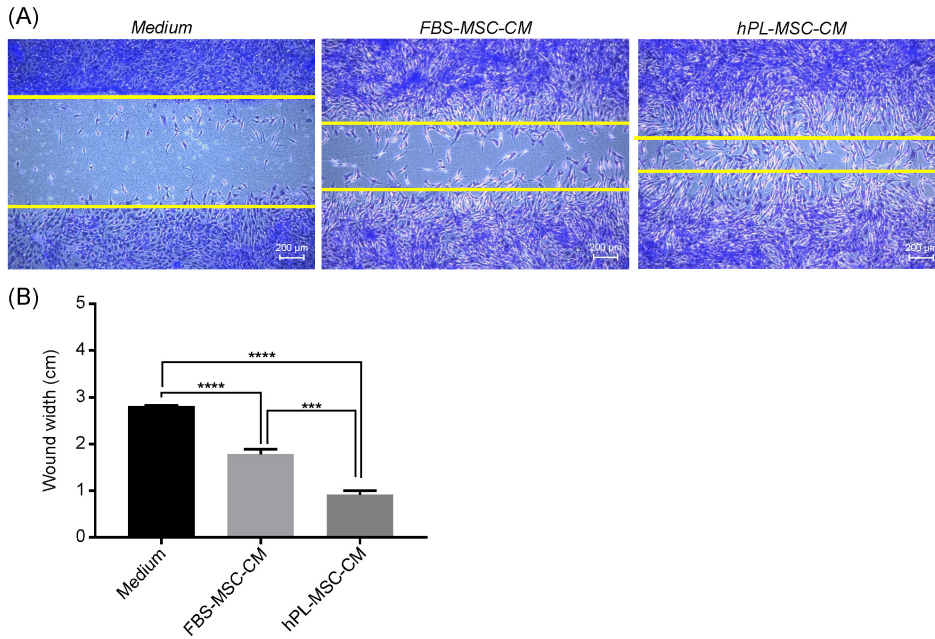 (A)
Medium
FBS-MSC-CM
hPL-MSC-CM
200 µm
200 µm
200 µm
(B)
Wound width (cm)
5
4
3
2
1
0
****
****
***
Medium
FBS-MSC-CM
hPL-MSC-CM